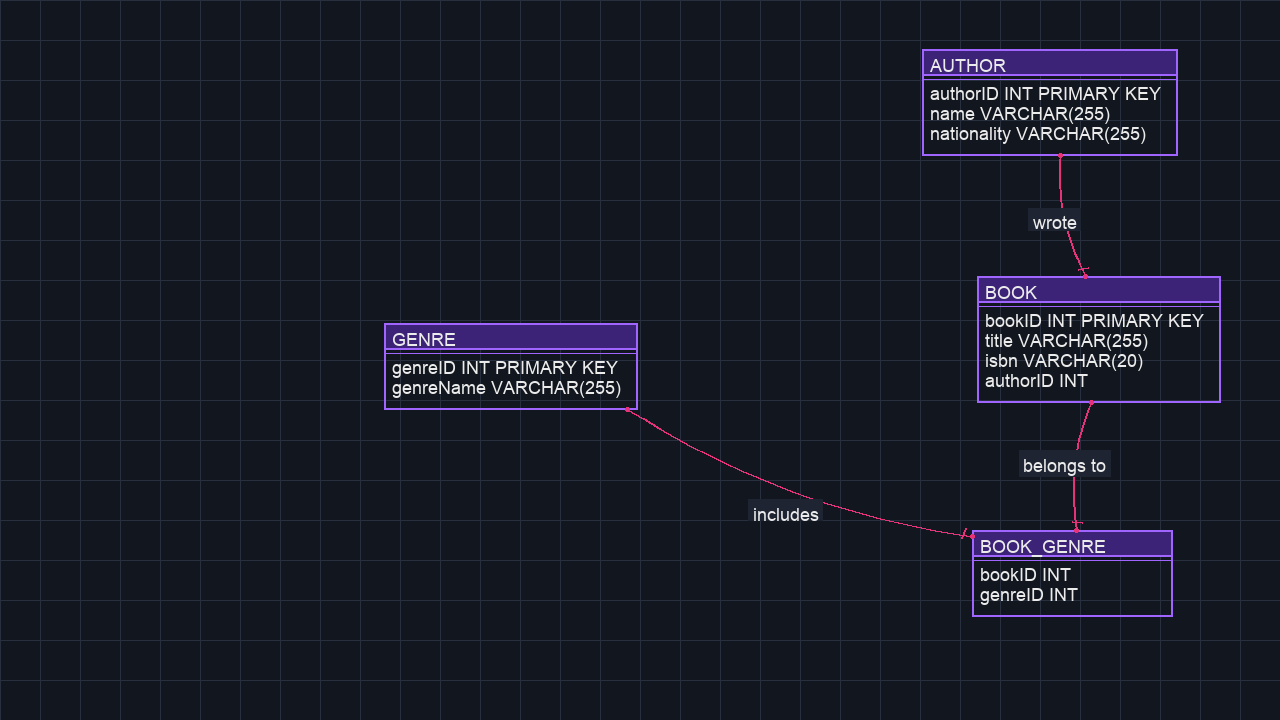 AUTHOR
authorID INT PRIMARY KEY
name VARCHAR(255)
nationality VARCHAR(255)
wrote
BOOK
bookID INT PRIMARY KEY
title VARCHAR(255)
isbn VARCHAR(20)
authorID INT
GENRE
genreID INT PRIMARY KEY
genreName VARCHAR(255)
belongs to
includes
BOOK_GENRE
bookID INT
genreID INT